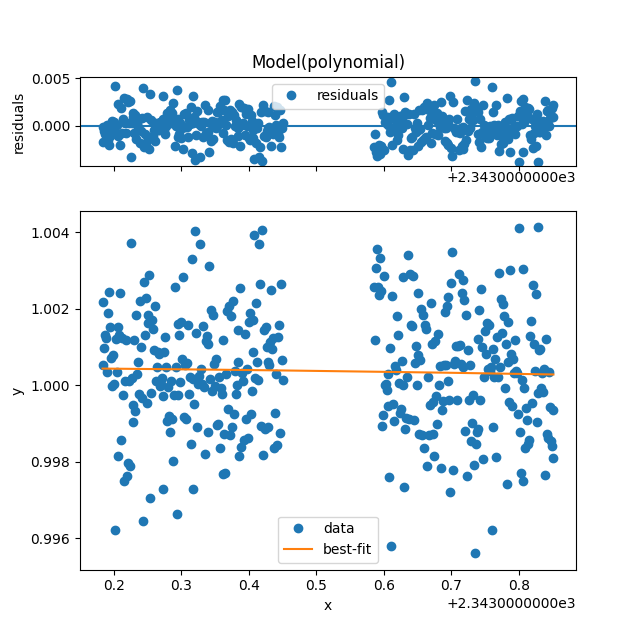 Model(polynomial)
0.005
0.000
residuals
residuals
+2.3430000000e3
1.004
1.002
1.000
0.998
0.996
y
data
best-fit
0.2 0.3 0.4 0.5 0.6 0.7 0.8
x
+2.3430000000e3